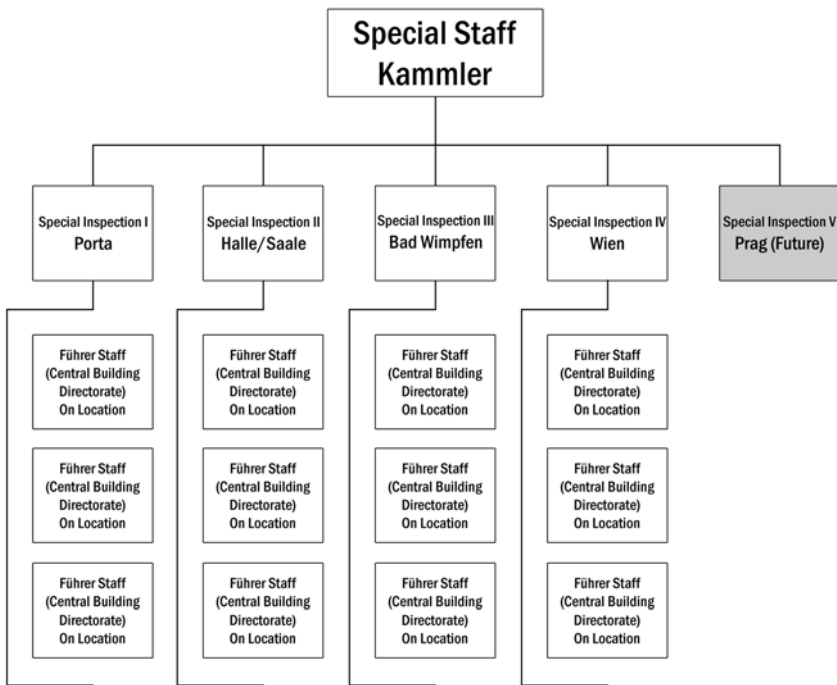 Special Staff
Kammler
Special Inspection I
Porta
Special Inspection II
Halle/Saale
Special Inspection III
Bad Wimpfen
Special Inspection IV
Wien
Special Inspection V
Prag (Future)
Führer Staff
(Central Building
Directorate)
On Location
Führer Staff
(Central Building
Directorate)
On Location
Führer Staff
(Central Building
Directorate)
On Location
Führer Staff
(Central Building
Directorate)
On Location
Führer Staff
(Central Building
Directorate)
On Location
Führer Staff
(Central Building
Directorate)
On Location
Führer Staff
(Central Building
Directorate)
On Location
Führer Staff
(Central Building
Directorate)
On Location
Führer Staff
(Central Building
Directorate)
On Location
Führer Staff
(Central Building
Directorate)
On Location
Führer Staff
(Central Building
Directorate)
On Location
Führer Staff
(Central Building
Directorate)
On Location